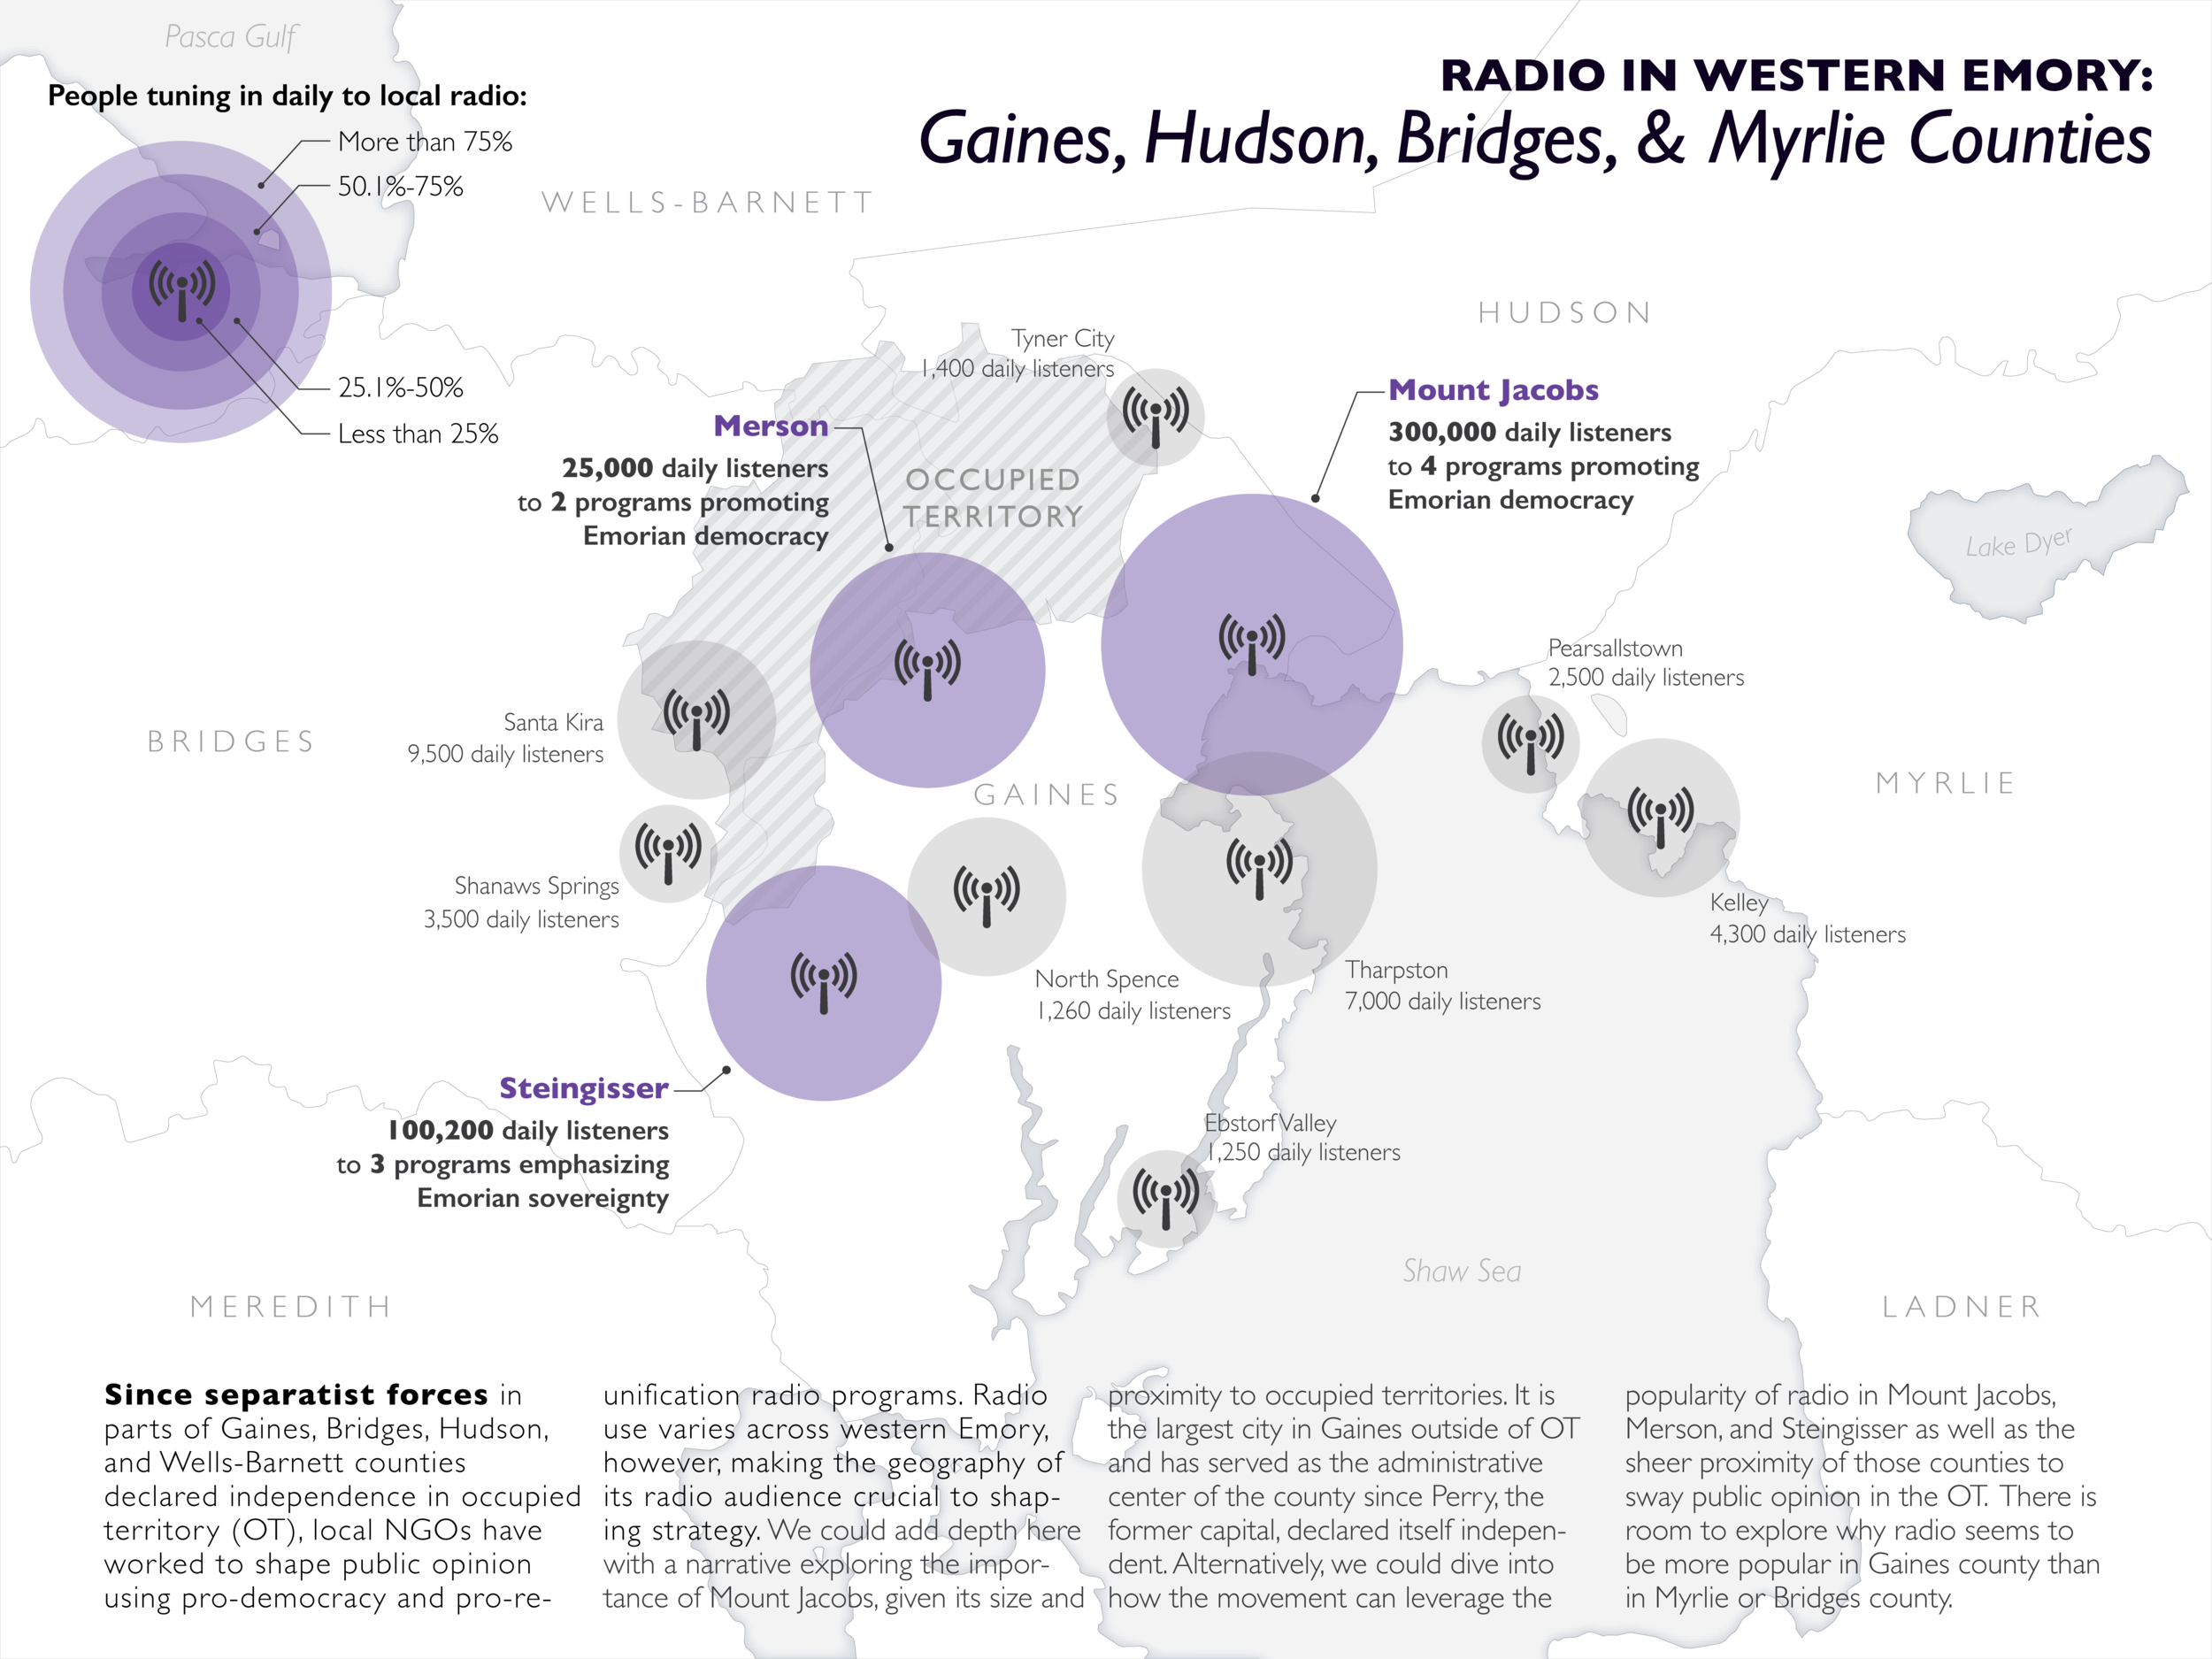 Pasca Gulf
RADIO IN WESTERN EMORY:
Gaines, Hudson, Bridges, & Myrlie Counties
People tuning in daily to local radio:
More than 75%
50.1%-75%
25.1%-50%
Less than 25%
WELLS-BARNETT
HUDSON
Tyner City
1,400 daily listeners
Mount Jacobs
300,000 daily listeners
to 4 programs promoting
Emorian democracy
Merson
25,000 daily listeners
to 2 programs promoting
Emorian democracy
OCCUPIED
TERRITORY
Lake Dyer
Pearsallstown
2,500 daily listeners
Santa Kira
9,500 daily listeners
BRIDGES
GAINES
MYRLIE
Shanaws Springs
3,500 daily listeners
Kelley
4,300 daily listeners
North Spence
1,260 daily listeners
Tharpston
7,000 daily listeners
Steingisser
100,200 daily listeners
to 3 programs emphasizing
Emorian sovereignty
Ebstorf Valley
1,250 daily listeners
Shaw Sea
MEREDITH
LADNER
Since separatist forces in
parts of Gaines, Bridges, Hudson,
and Wells-Barnett counties
declared independence in occupied
territory (OT), local NGOs have
worked to shape public opinion
using pro-democracy and pro-re-
unification radio programs. Radio
use varies across western Emory,
however, making the geography of
its radio audience crucial to shap-
ing strategy. We could add depth here
with a narrative exploring the impor-
tance of Mount Jacobs, given its size and
proximity to occupied territories. It is
the largest city in Gaines outside of OT
and has served as the administrative
center of the county since Perry, the
former capital, declared itself indepen-
dent. Alternatively, we could dive into
how the movement can leverage the
popularity of radio in Mount Jacobs,
Merson, and Steingisser as well as the
sheer proximity of those counties to
sway public opinion in the OT. There is
room to explore why radio seems to
be more popular in Gaines county than
in Myrlie or Bridges county.